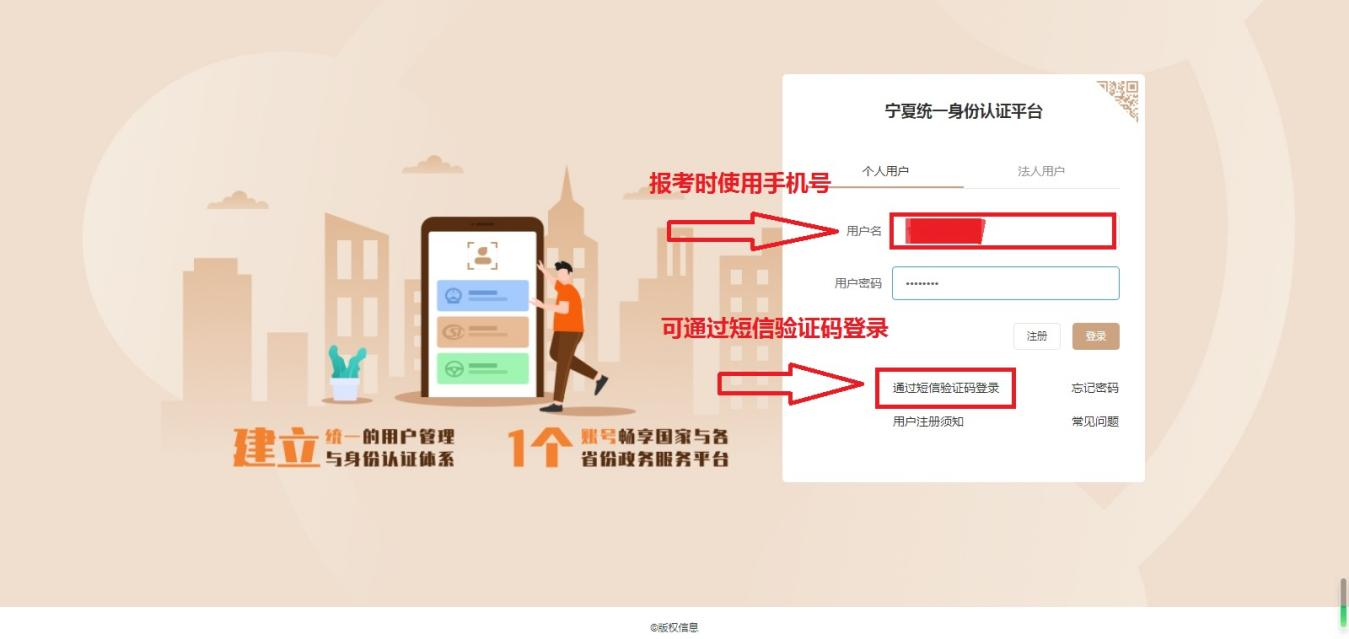 宁夏统一身份认证平台
个人用户
法人用户
报考时使用手机号
用户名
用户密码
········
可通过短信验证码登录
注册
登录
通过短信验证码登录
忘记密码
用户注册须知
常见问题
建立 统一的用户管理
与身份认证体系
1个 账号畅享国家与各
省份政务服务平台
©版权信息